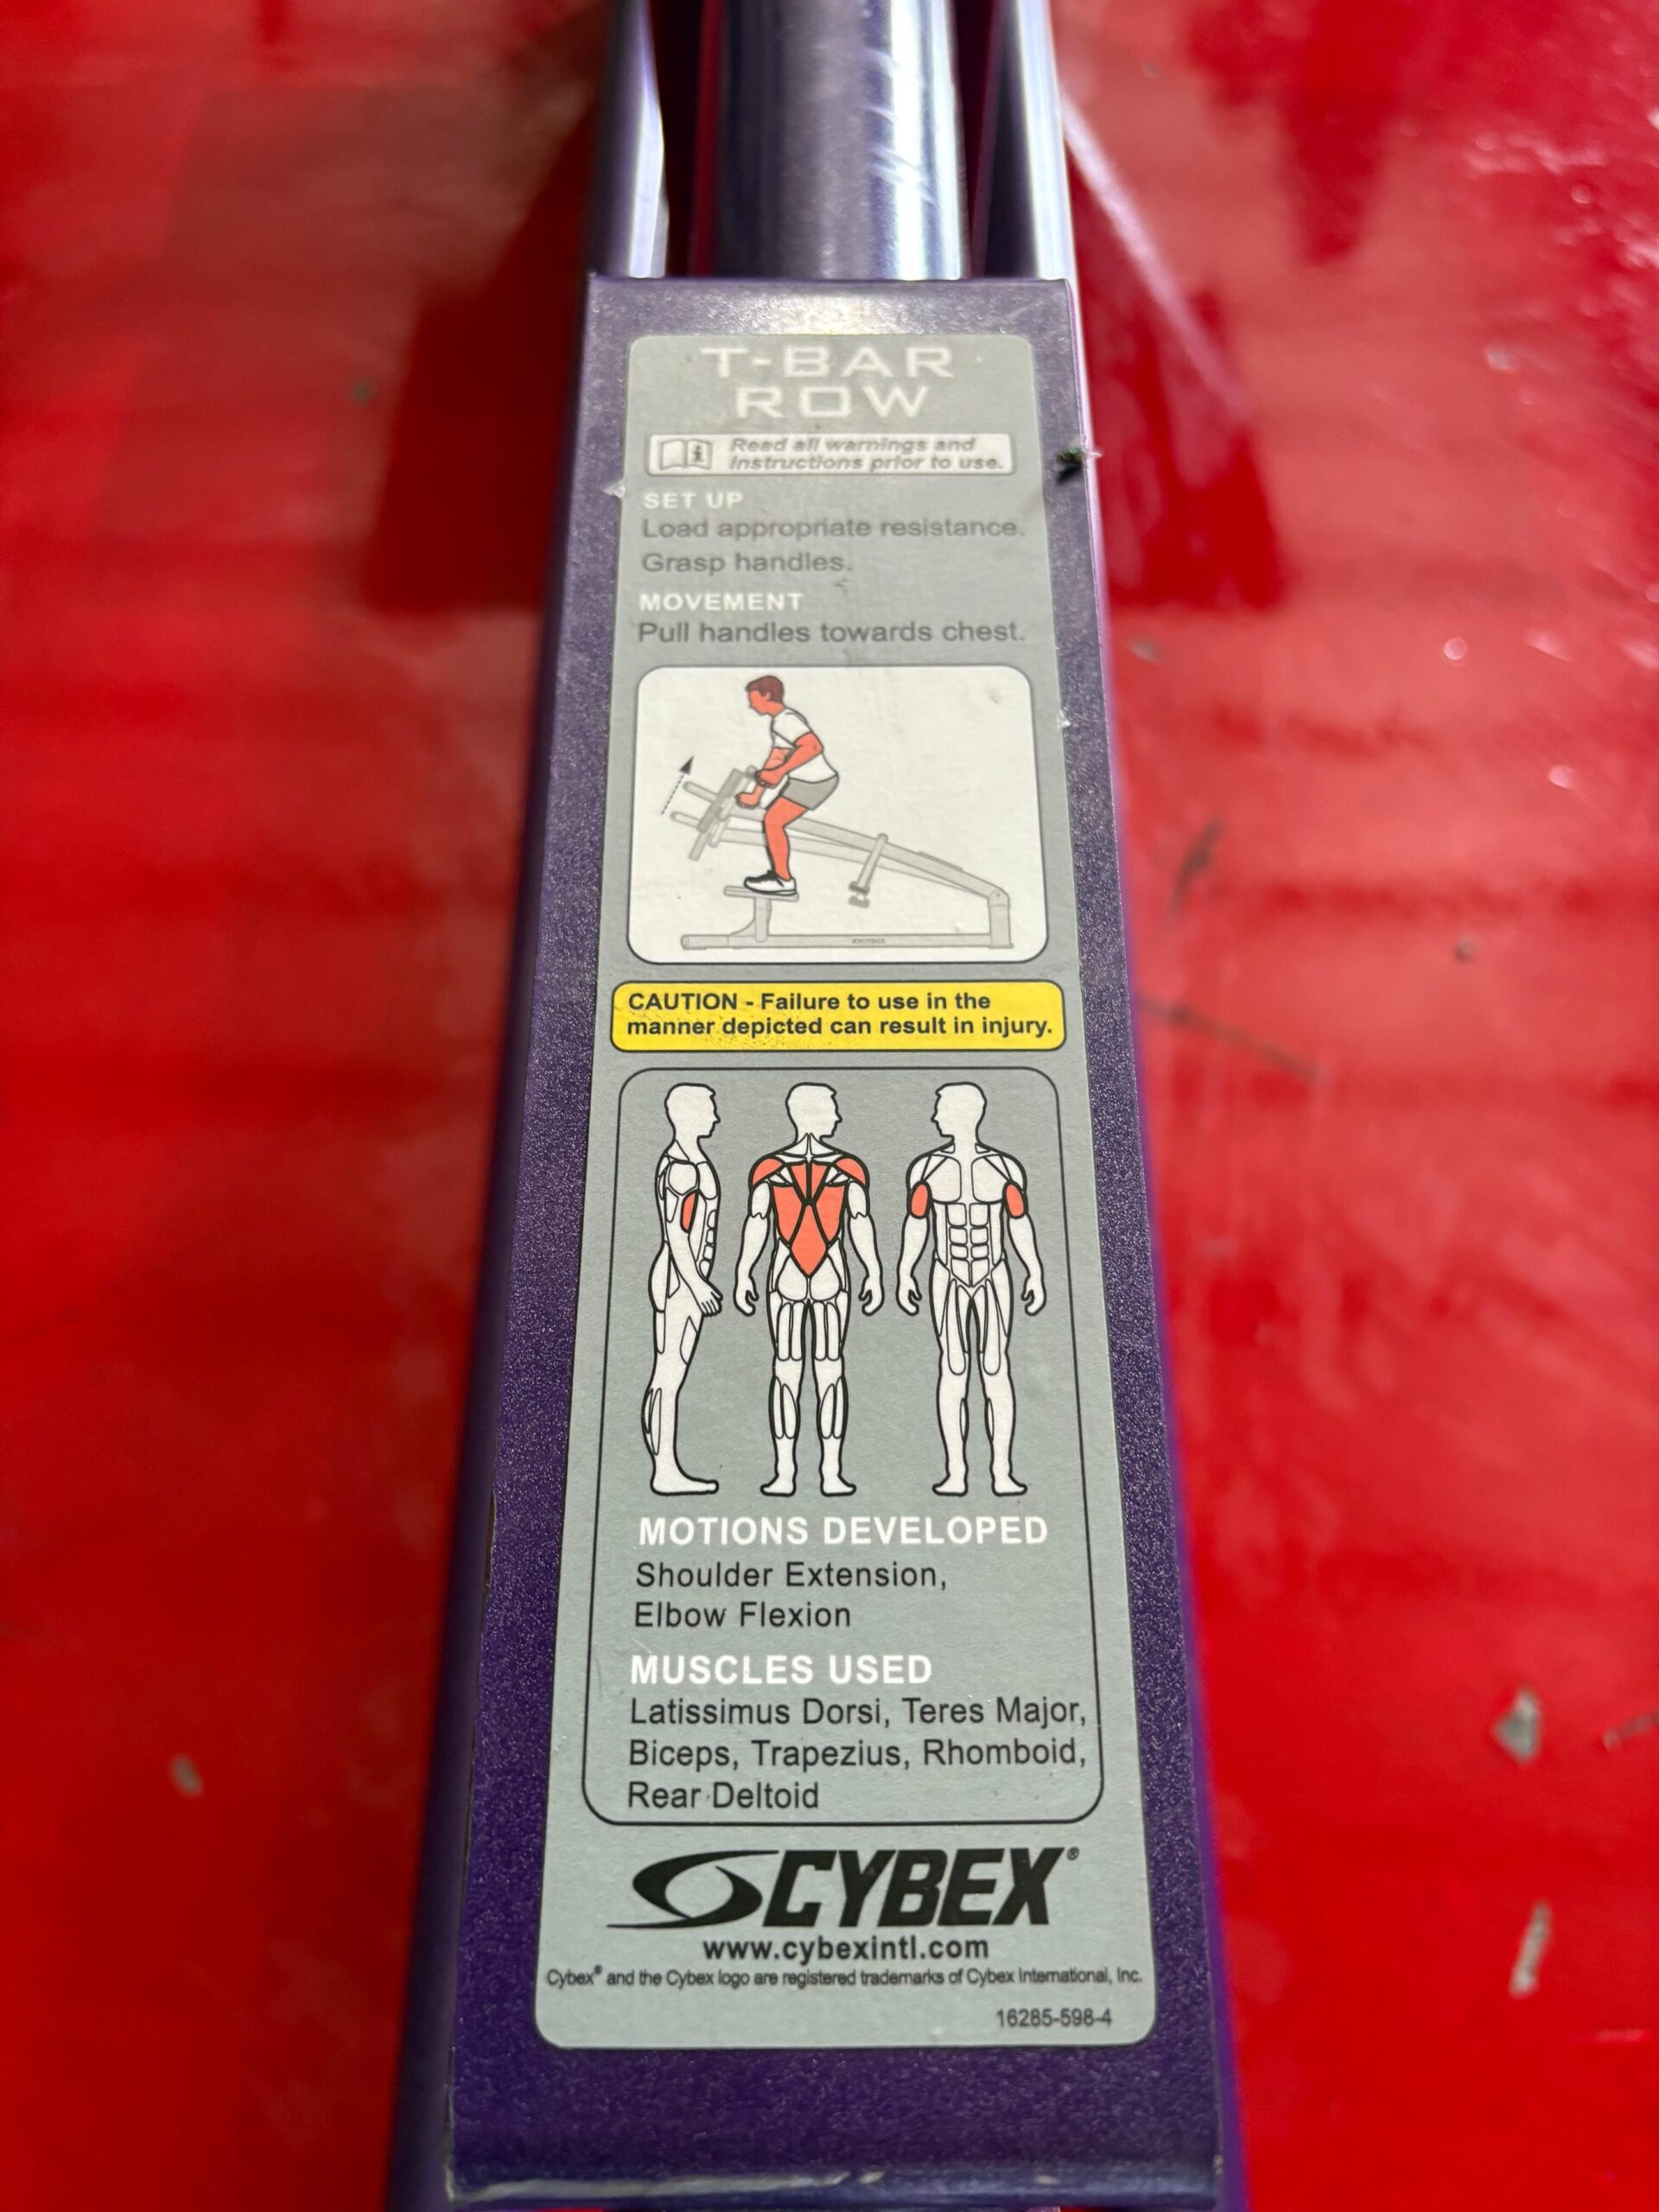 T-BAR
ROW
Read all warnings and
instructions prior to use.
SET UP
Load appropriate resistance.
Grasp handles.
MOVEMENT
Pull handles towards chest.
CYBEX
CAUTION - Failure to use in the
manner depicted can result in injury.
MOTIONS DEVELOPED
Shoulder Extension,
Elbow Flexion
MUSCLES USED
Latissimus Dorsi, Teres Major,
Biceps, Trapezius, Rhomboid,
Rear Deltoid
CYBEX®
www.cybexintl.com
Cybex® and the Cybex logo are registered trademarks of Cybex International, Inc.
16285-598-4